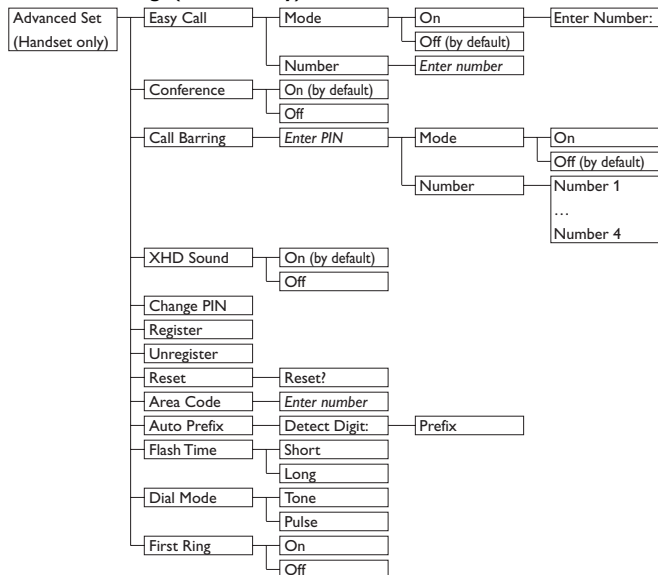 Advanced Set Easy Call Mode On Enter Number:
(Handset only) Off (by default)
Number Enter number
Conference On (by default)
Off
Call Barring Enter PIN Mode On
Off (by default)
Number Number 1
…
Number 4
XHD Sound On (by default)
Off
Change PIN
Register
Unregister
Reset Reset?
Area Code Enter number
Auto Prefix Detect Digit: Prefix
Flash Time Short
Long
Dial Mode Tone
Pulse
First Ring On
Off